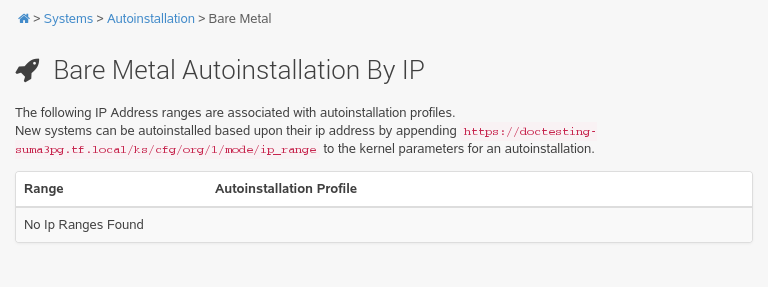 > Systems > Autoinstallation > Bare Metal
Bare Metal Autoinstallation By IP
The following IP Address ranges are associated with autoinstallation profiles.
New systems can be autoinstalled based upon their ip address by appending https://doctesting-
suma3pg.tf.local/ks/cfg/org/1/mode/ip_range to the kernel parameters for an autoinstallation.
Range Autoinstallation Profile
No Ip Ranges Found